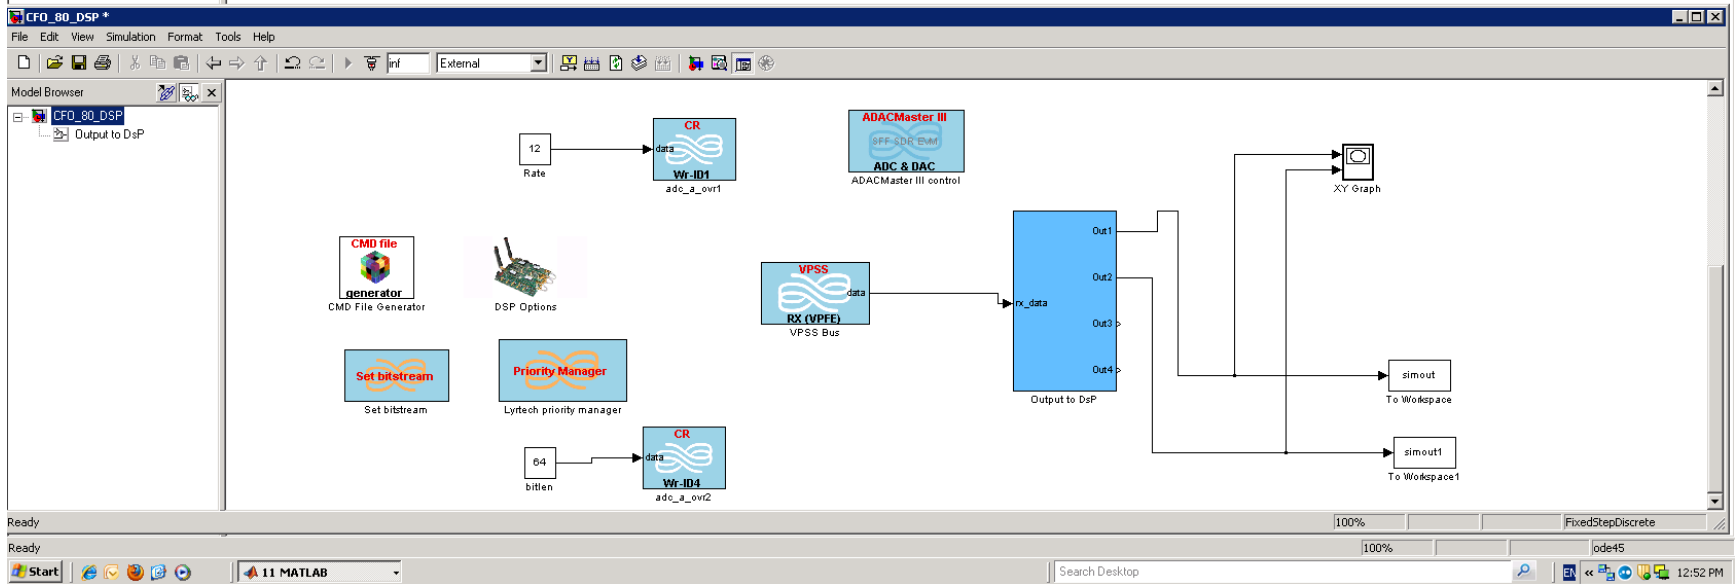 CFO_80_DSP *
File Edit View Simulation Format Tools Help
inf External
Model Browser
CFO_80_DSP
Output to DsP
12
Rate
CR
data
Wr-ID1
adc_a_ovr1
ADACMaster III
SFF SDR EVM
ADC & DAC
ADACMaster III control
XY Graph
CMD file
generator
CMD File Generator
DSP Options
VPSS
data
RX (VPFE)
VPSS Bus
rx_data
Out1
Out2
Out3
Out4
Output to DsP
Set bitstream
Set bitstream
Priority Manager
Lyrtech priority manager
simout
To Workspace
64
bitlen
CR
data
Wr-ID4
adc_a_ovr2
simout1
To Workspace1
Ready 100% FixedStepDiscrete
Ready 100% ode45
Start 11 MATLAB Search Desktop EN « 12:52 PM